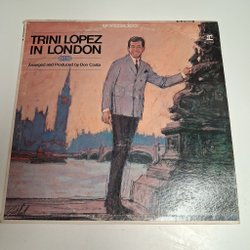 TRINI LOPEZ
IN LONDON
Arranged and Produced by Don Costa